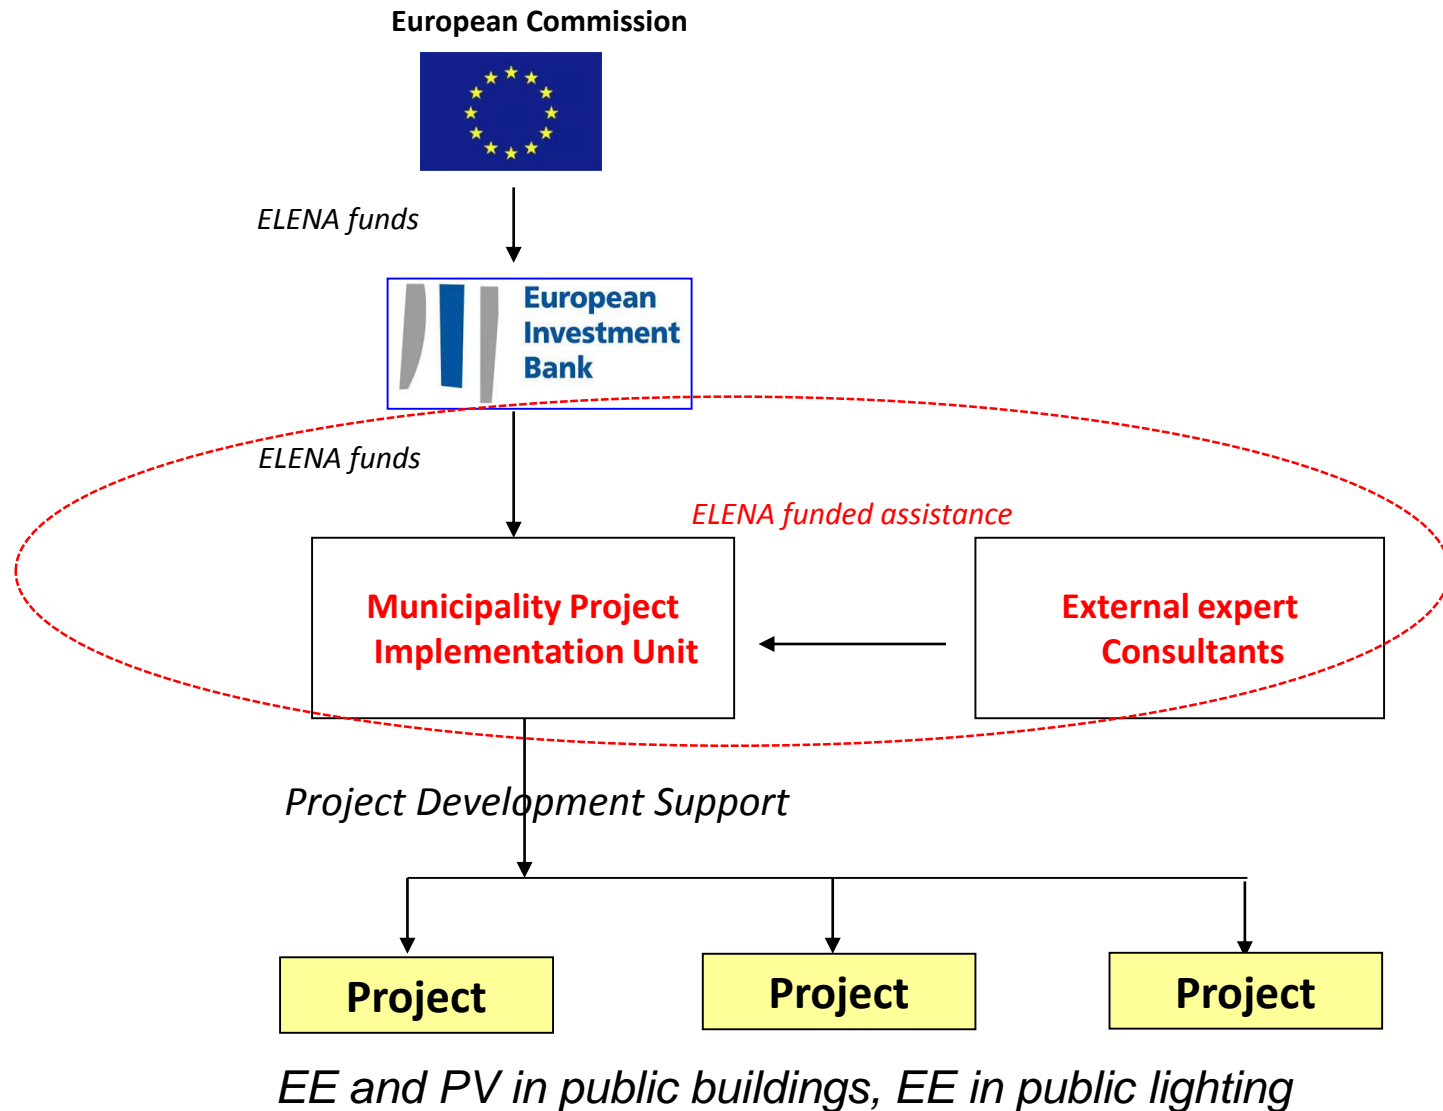 European Commission
ELENA funds
European
Investment
Bank
ELENA funds
ELENA funded assistance
Municipality Project
Implementation Unit
External expert
Consultants
Project Development Support
Project
Project
Project
EE and PV in public buildings, EE in public lighting